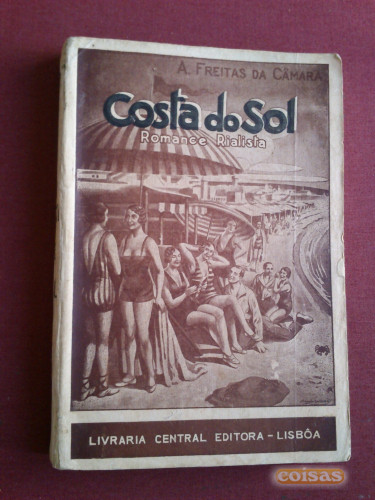 A. FREITAS DA CÂMARA
Costa do Sol
Romance Rialista
LIVRARIA CENTRAL EDITORA - LISBÔA
coisas